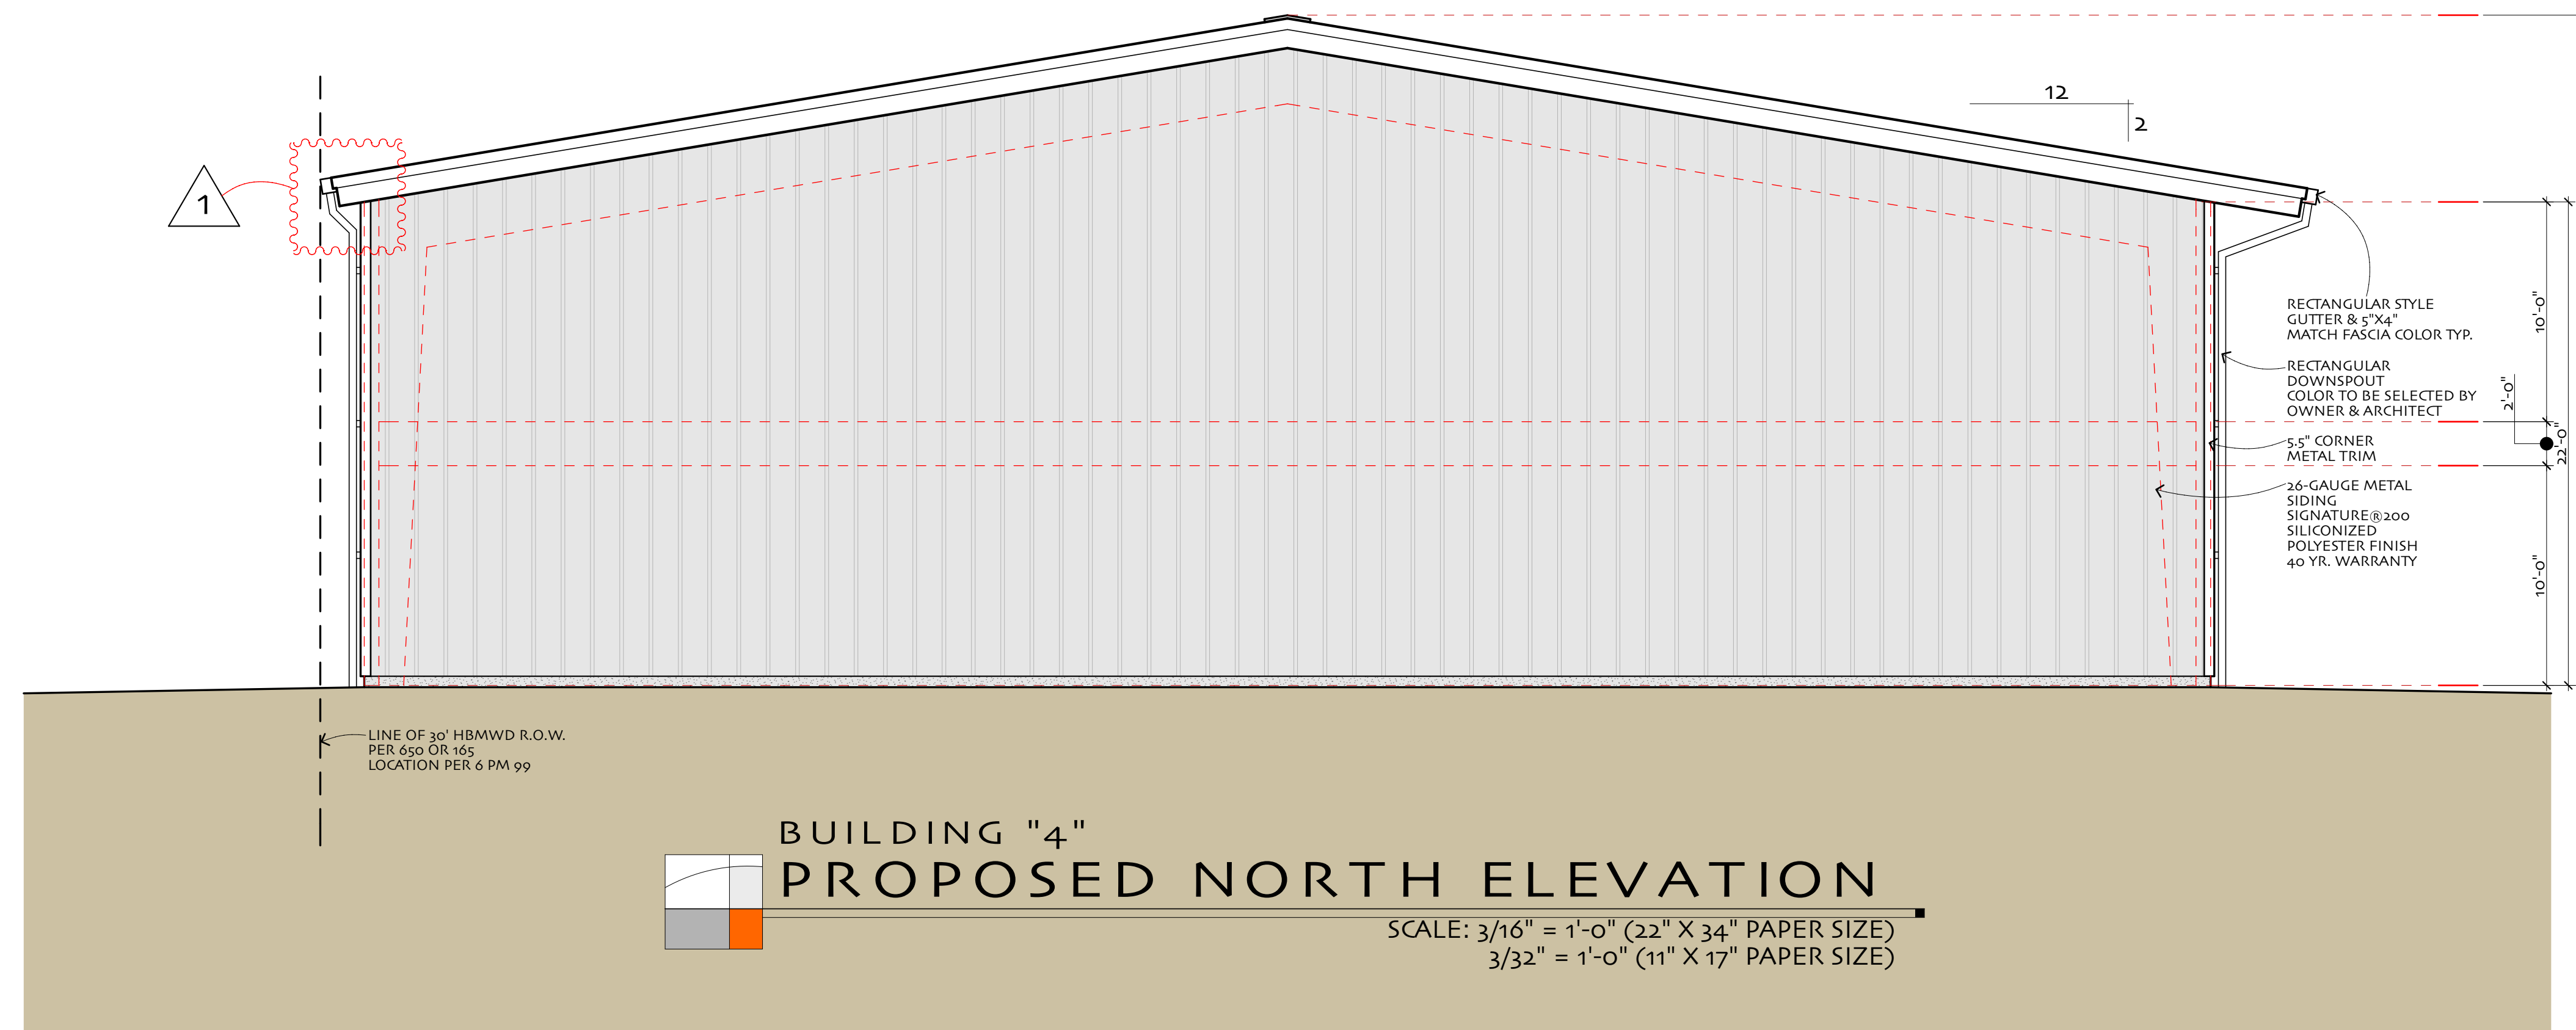 12
2
1
RECTANGULAR STYLE
GUTTER & 5"X4"
MATCH FASCIA COLOR TYP.
RECTANGULAR
DOWNSPOUT
COLOR TO BE SELECTED BY
OWNER & ARCHITECT
5.5" CORNER
METAL TRIM
26-GAUGE METAL
SIDING
SIGNATURE®200
SILICONIZED
POLYESTER FINISH
40 YR. WARRANTY
10'-0"
2'-0"
22'-0"
10'-0"
LINE OF 30' HBMWD R.O.W.
PER 650 OR 165
LOCATION PER 6 PM 99
BUILDING "4"
PROPOSED NORTH ELEVATION
SCALE: 3/16" = 1'-0" (22" X 34" PAPER SIZE)
3/32" = 1'-0" (11" X 17" PAPER SIZE)